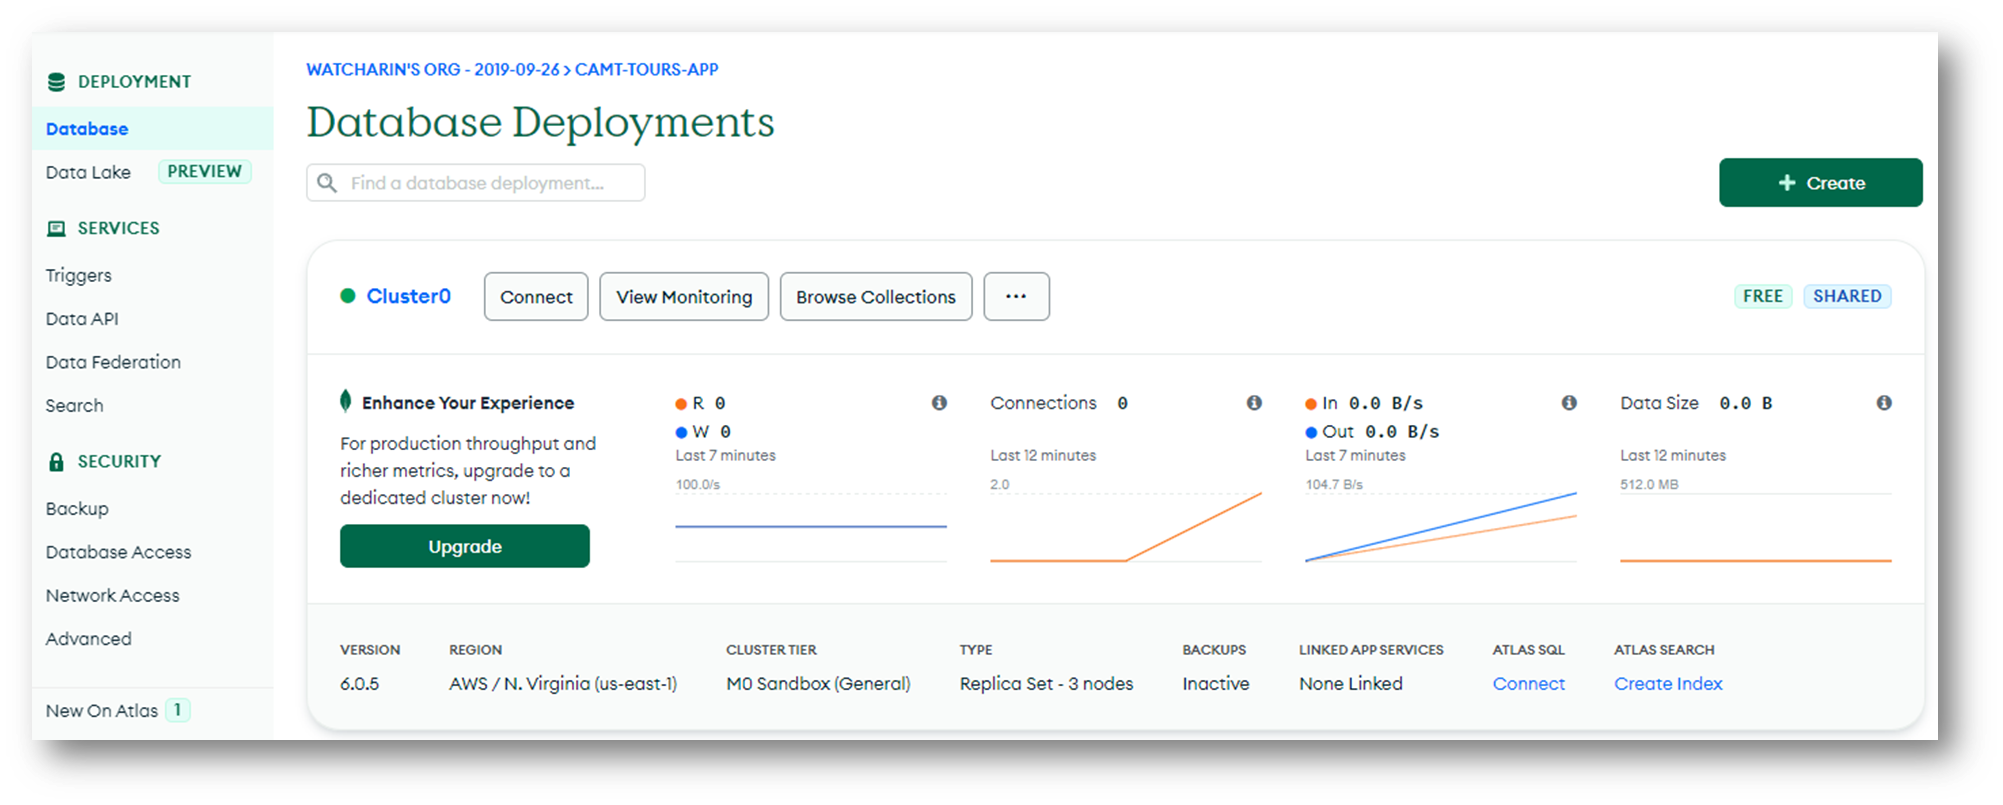 DEPLOYMENT
Database
Data Lake PREVIEW
SERVICES
Triggers
Data API
Data Federation
Search
SECURITY
Backup
Database Access
Network Access
Advanced
New On Atlas 1
WATCHARIN'S ORG - 2019-09-26 > CAMT-TOURS-APP
Database Deployments
Find a database deployment...
+ Create
Cluster0 Connect View Monitoring Browse Collections ... FREE SHARED
Enhance Your Experience
For production throughput and
richer metrics, upgrade to a
dedicated cluster now!
Upgrade
R 0
W 0
Last 7 minutes
100.0/s
Connections 0
Last 12 minutes
2.0
In 0.0 B/s
Out 0.0 B/s
Last 7 minutes
104.7 B/s
Data Size 0.0 B
Last 12 minutes
512.0 MB
VERSION REGION CLUSTER TIER TYPE BACKUPS LINKED APP SERVICES ATLAS SQL ATLAS SEARCH
6.0.5 AWS / N. Virginia (us-east-1) M0 Sandbox (General) Replica Set - 3 nodes Inactive None Linked Connect Create Index